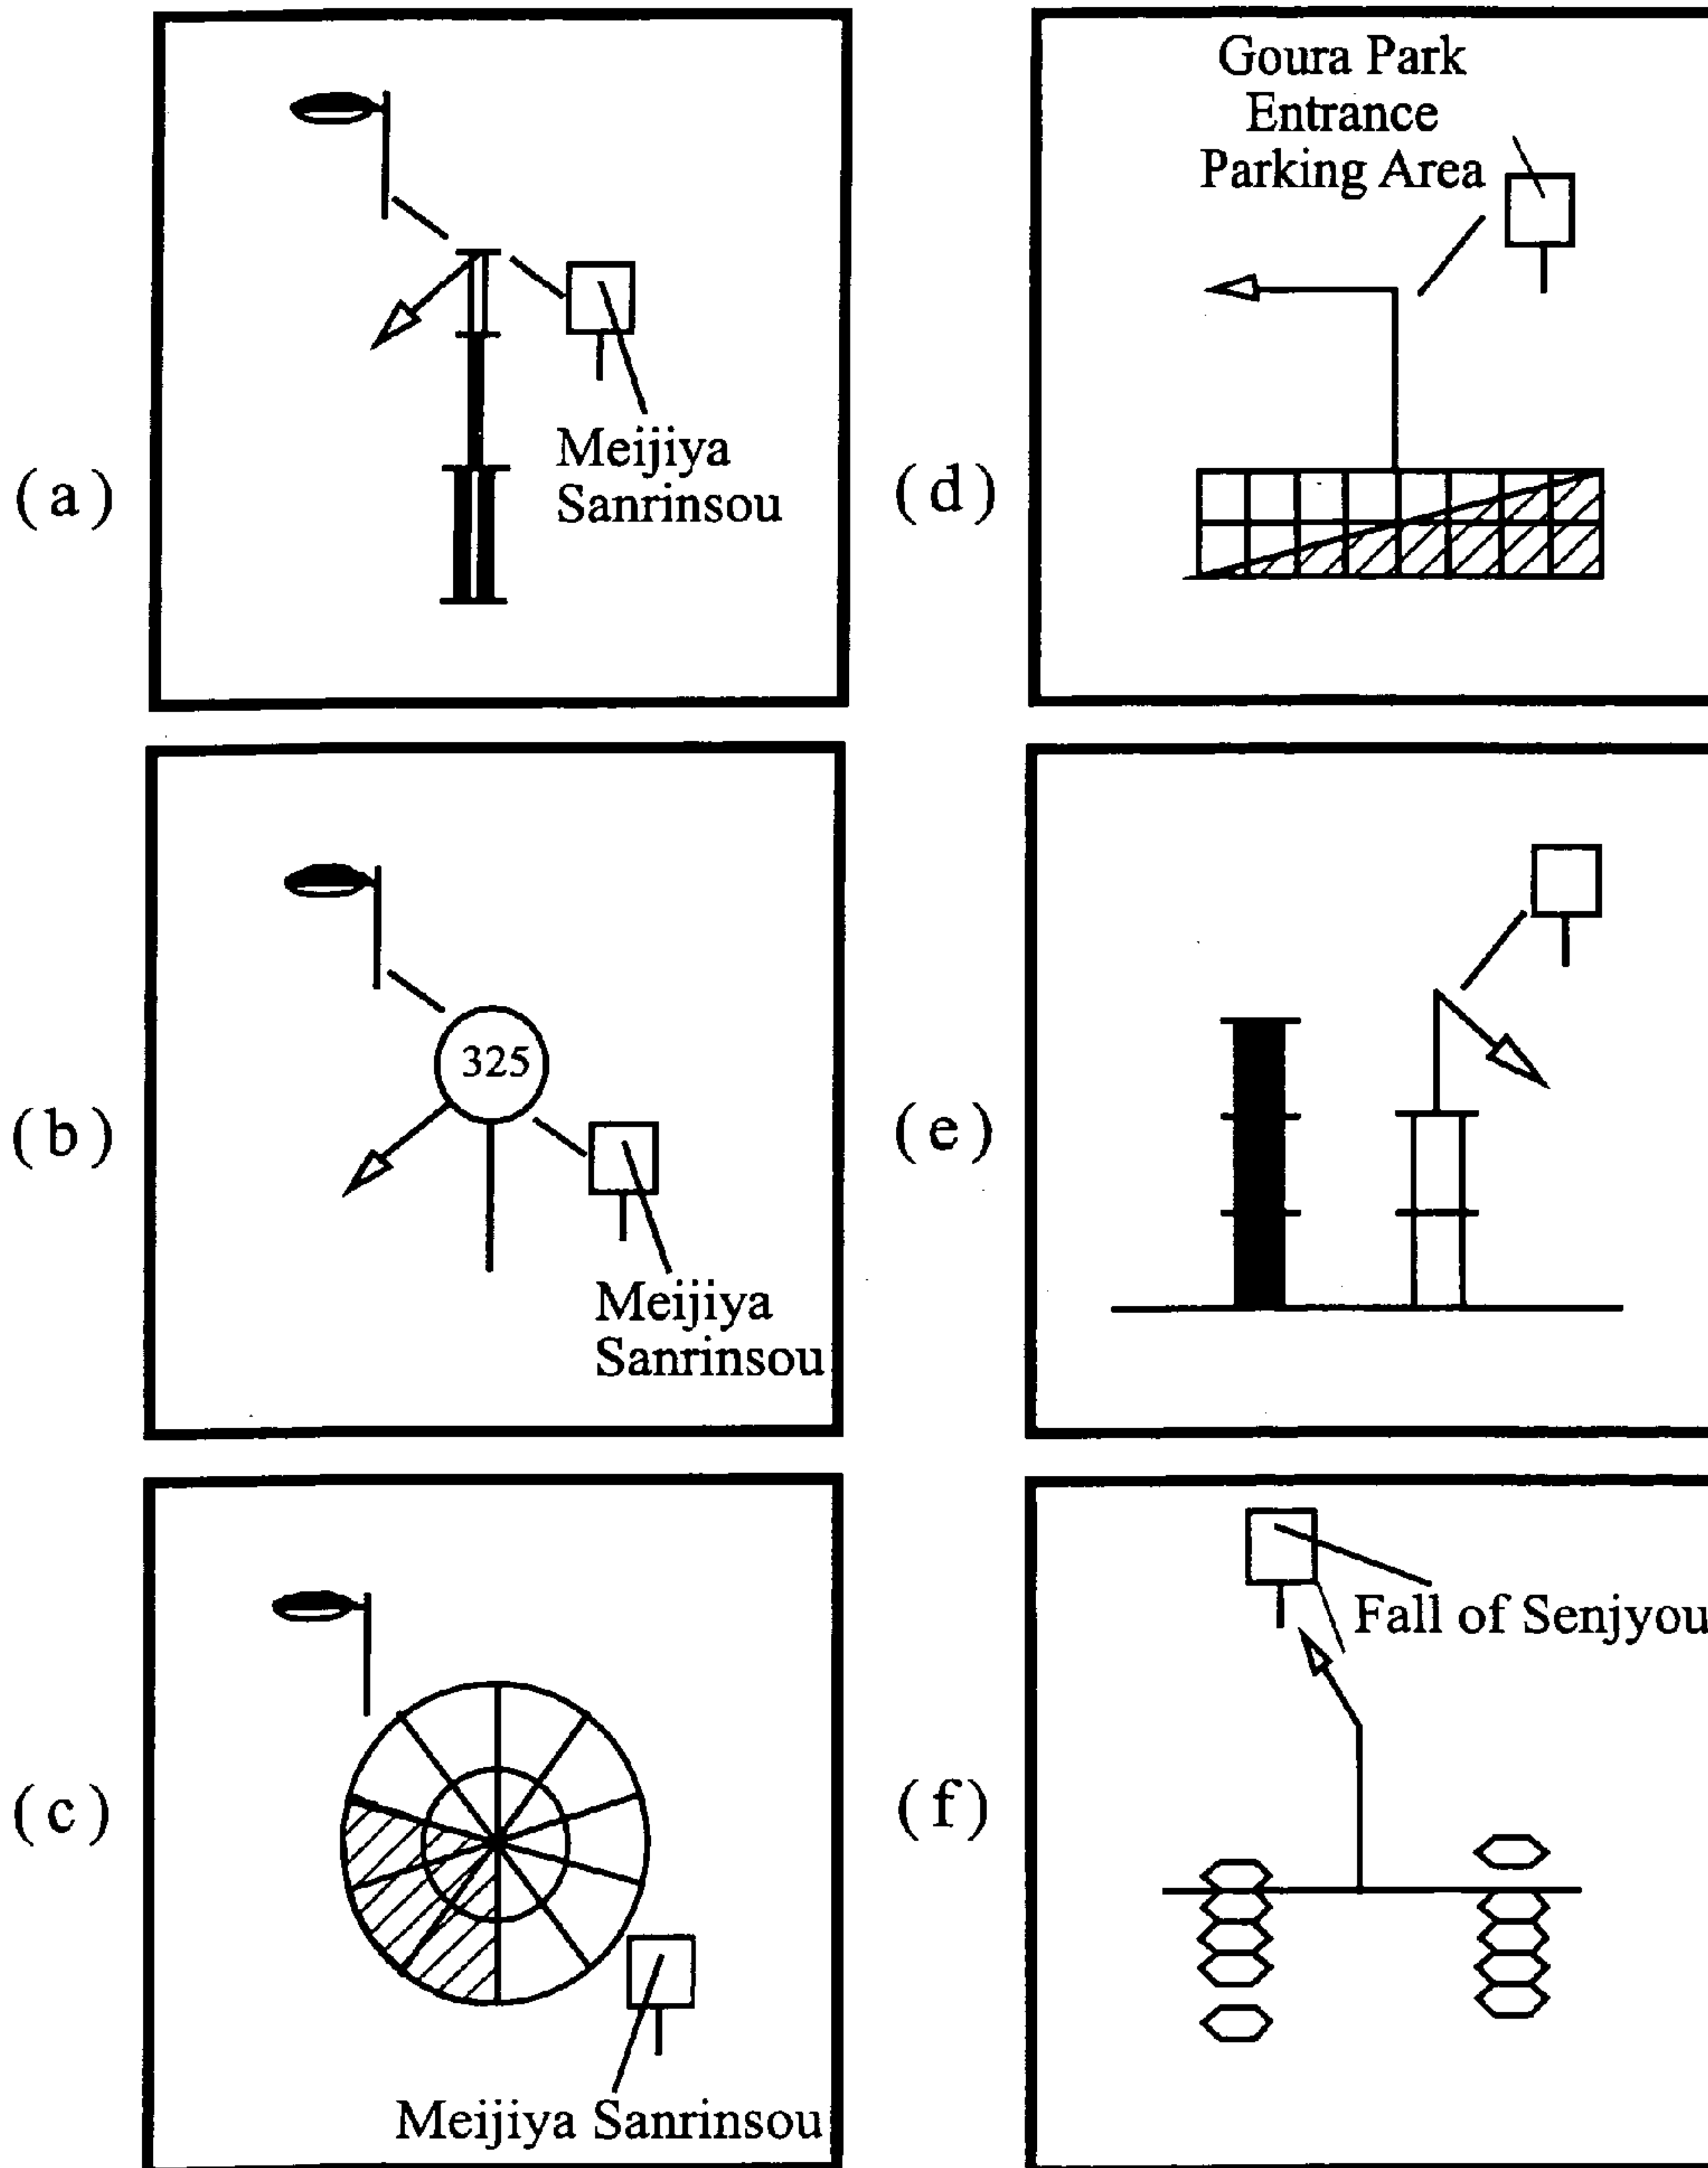 (a)
Meijiya
Sanrinsou
(b)
325
Meijiya
Sanrinsou
(c)
Meijiya Sanrinsou
(d)
Goura Park
Entrance
Parking Area
(e)
(f)
Fall of Senjyou